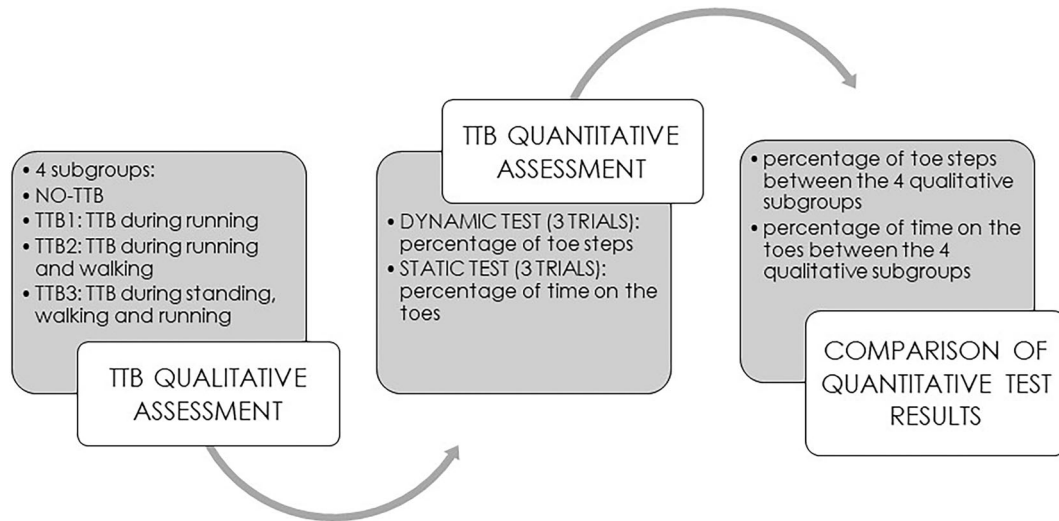 • 4 subgroups:
• NO-TTB
• TTB1: TTB during running
• TTB2: TTB during running
and walking
• TTB3: TTB during standing,
walking and running
TTB QUALITATIVE
ASSESSMENT
TTB QUANTITATIVE
ASSESSMENT
• DYNAMIC TEST (3 TRIALS):
percentage of toe steps
• STATIC TEST (3 TRIALS):
percentage of time on the
toes
• percentage of toe steps
between the 4 qualitative
subgroups
• percentage of time on the
toes between the 4
qualitative subgroups
COMPARISON OF
QUANTITATIVE TEST
RESULTS